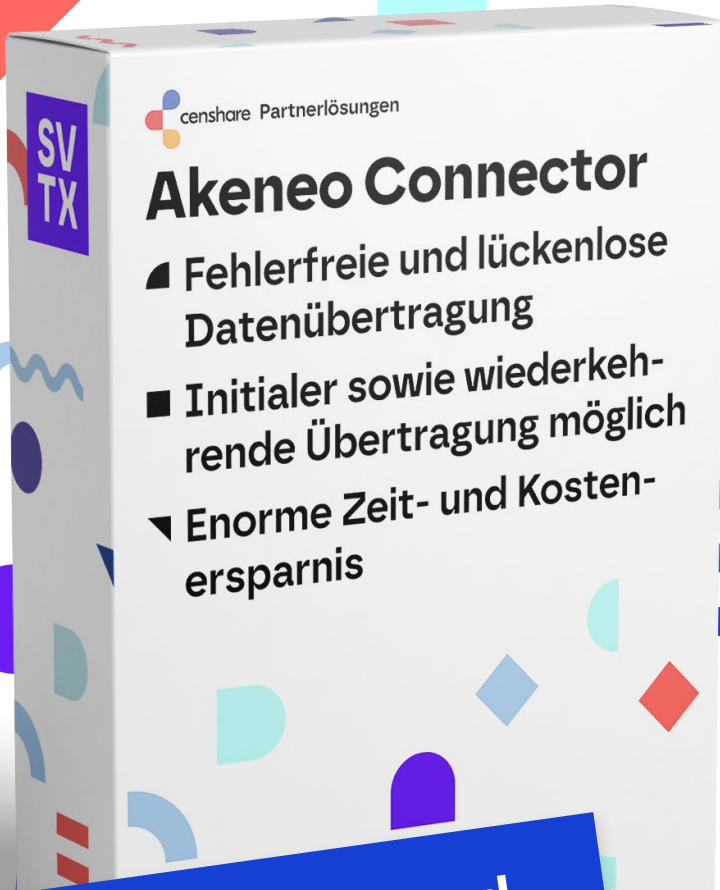 SV
TX
censhare Partnerlösungen
Akeneo Connector
Fehlerfreie und lückenlose
Datenübertragung
Initialer sowie wiederkeh-
rende Übertragung möglich
Enorme Zeit- und Kosten-
ersparnis